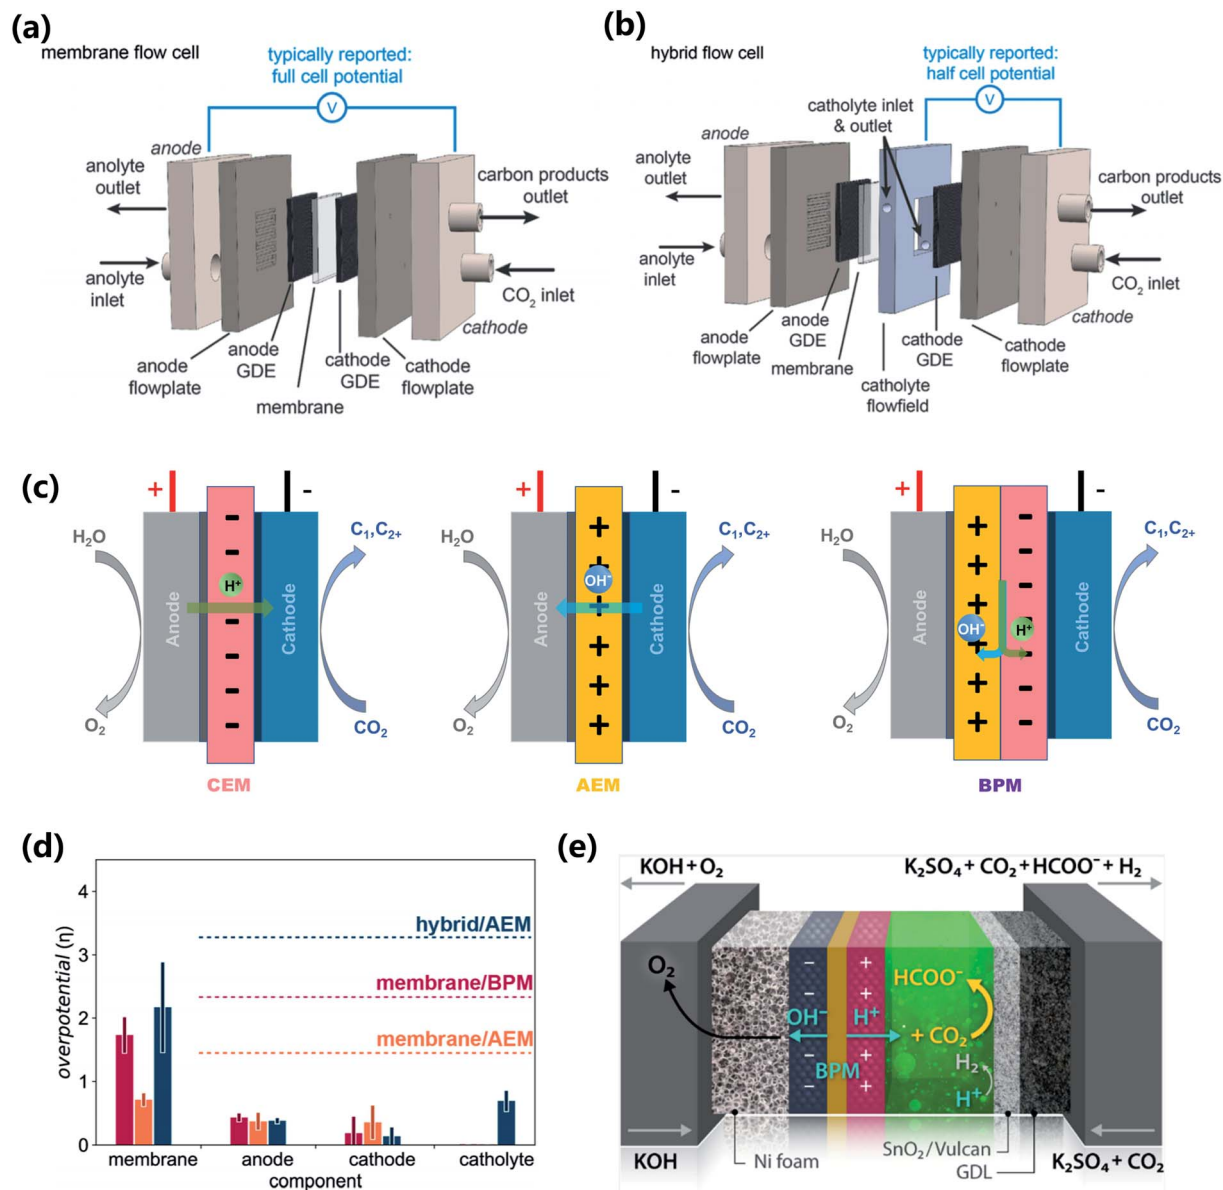 (a)
membrane flow cell
typically reported:
full cell potential
V
anode
anolyte
outlet
anolyte
inlet
carbon products
outlet
CO₂ inlet
cathode
anode
flowplate
anode
GDE
membrane
cathode
GDE
cathode
flowplate
(b)
hybrid flow cell
typically reported:
half cell potential
V
catholyte inlet
& outlet
anode
anolyte
outlet
anolyte
inlet
carbon products
outlet
CO₂ inlet
cathode
anode
flowplate
anode
GDE
membrane
catholyte
flowfield
cathode
GDE
cathode
flowplate
(c)
+ -
H₂O
O₂
Anode
- - - - - - -
H⁺
Cathode
C₁,C₂₊
CO₂
CEM
+ -
H₂O
O₂
Anode
+ + + + + +
OH⁻
Cathode
C₁,C₂₊
CO₂
AEM
+ -
H₂O
O₂
Anode
+ + + + + +
OH⁻
- - - - - - -
H⁺
Cathode
C₁,C₂₊
CO₂
BPM
(d)
overpotential (n)
4
3
2
1
0
hybrid/AEM
membrane/BPM
membrane/AEM
membrane anode cathode catholyte
component
(e)
KOH + O₂
K₂SO₄ + CO₂ + HCOO⁻ + H₂
O₂
- - +  +
HCOO⁻
OH⁻ H⁺
+ CO₂
BPM
H₂
H⁺
- - + +
KOH
Ni foam
SnO₂/Vulcan
GDL
K₂SO₄ + CO₂